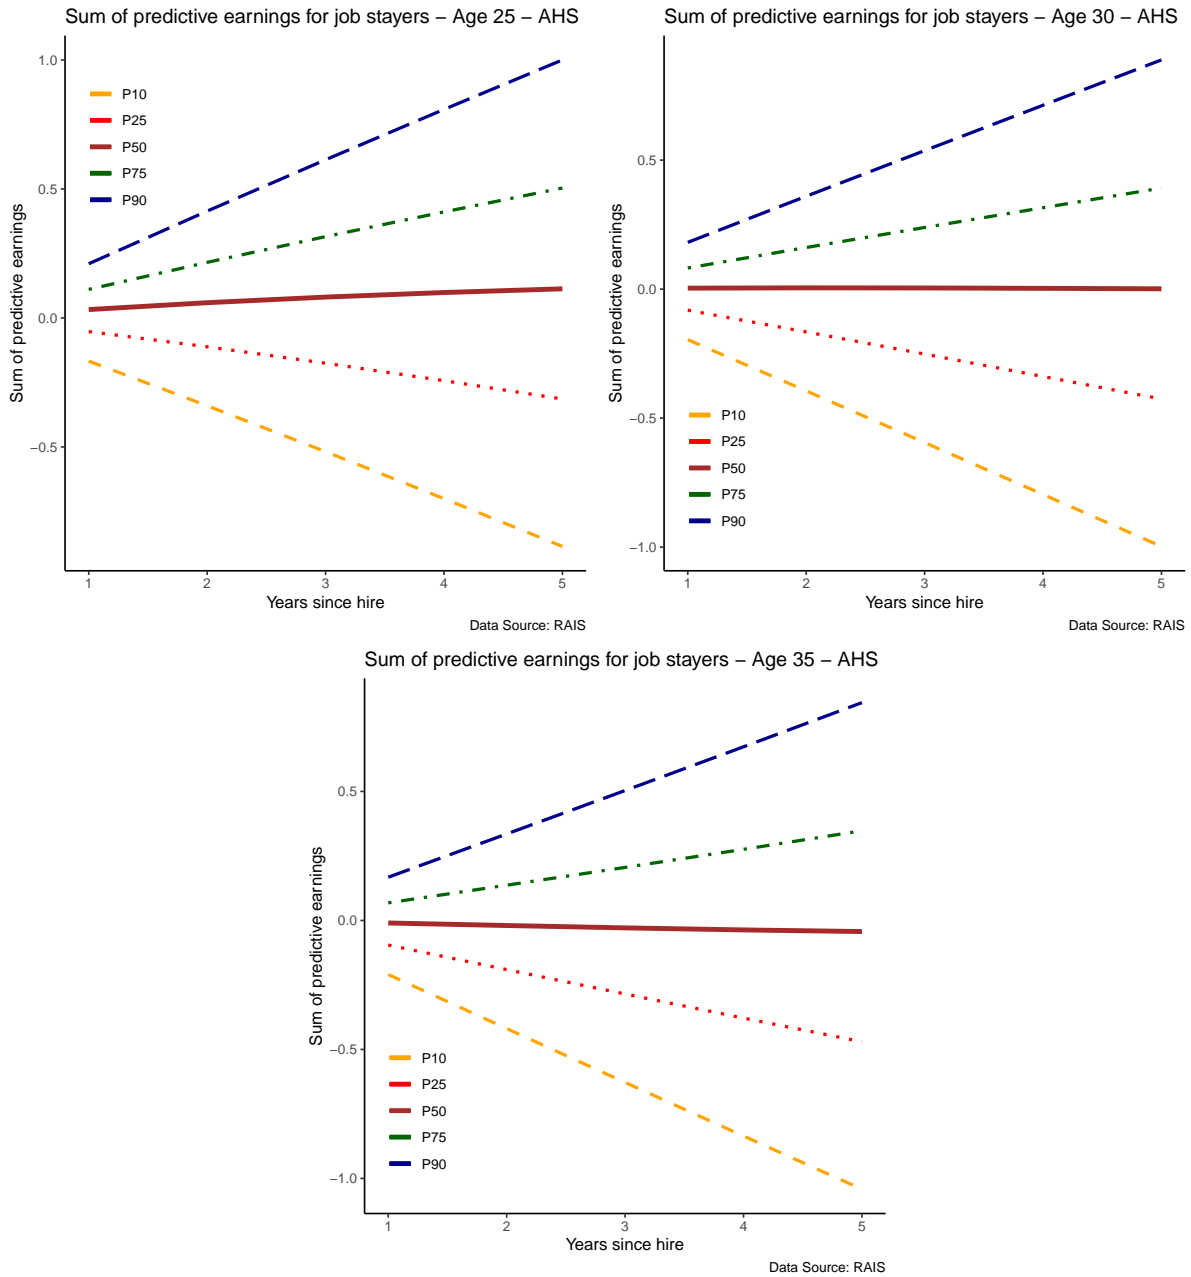 Sum of predictive earnings for job stayers – Age 25 – AHS
1.0
0.5
0.0
−0.5
Sum of predictive earnings
P10
P25
P50
P75
P90
1 2 3 4 5
Years since hire
Data Source: RAIS
Sum of predictive earnings for job stayers – Age 30 – AHS
0.5
0.0
−0.5
−1.0
Sum of predictive earnings
P10
P25
P50
P75
P90
1 2 3 4 5
Years since hire
Data Source: RAIS
Sum of predictive earnings for job stayers – Age 35 – AHS
0.5
0.0
−0.5
−1.0
Sum of predictive earnings
P10
P25
P50
P75
P90
1 2 3 4 5
Years since hire
Data Source: RAIS